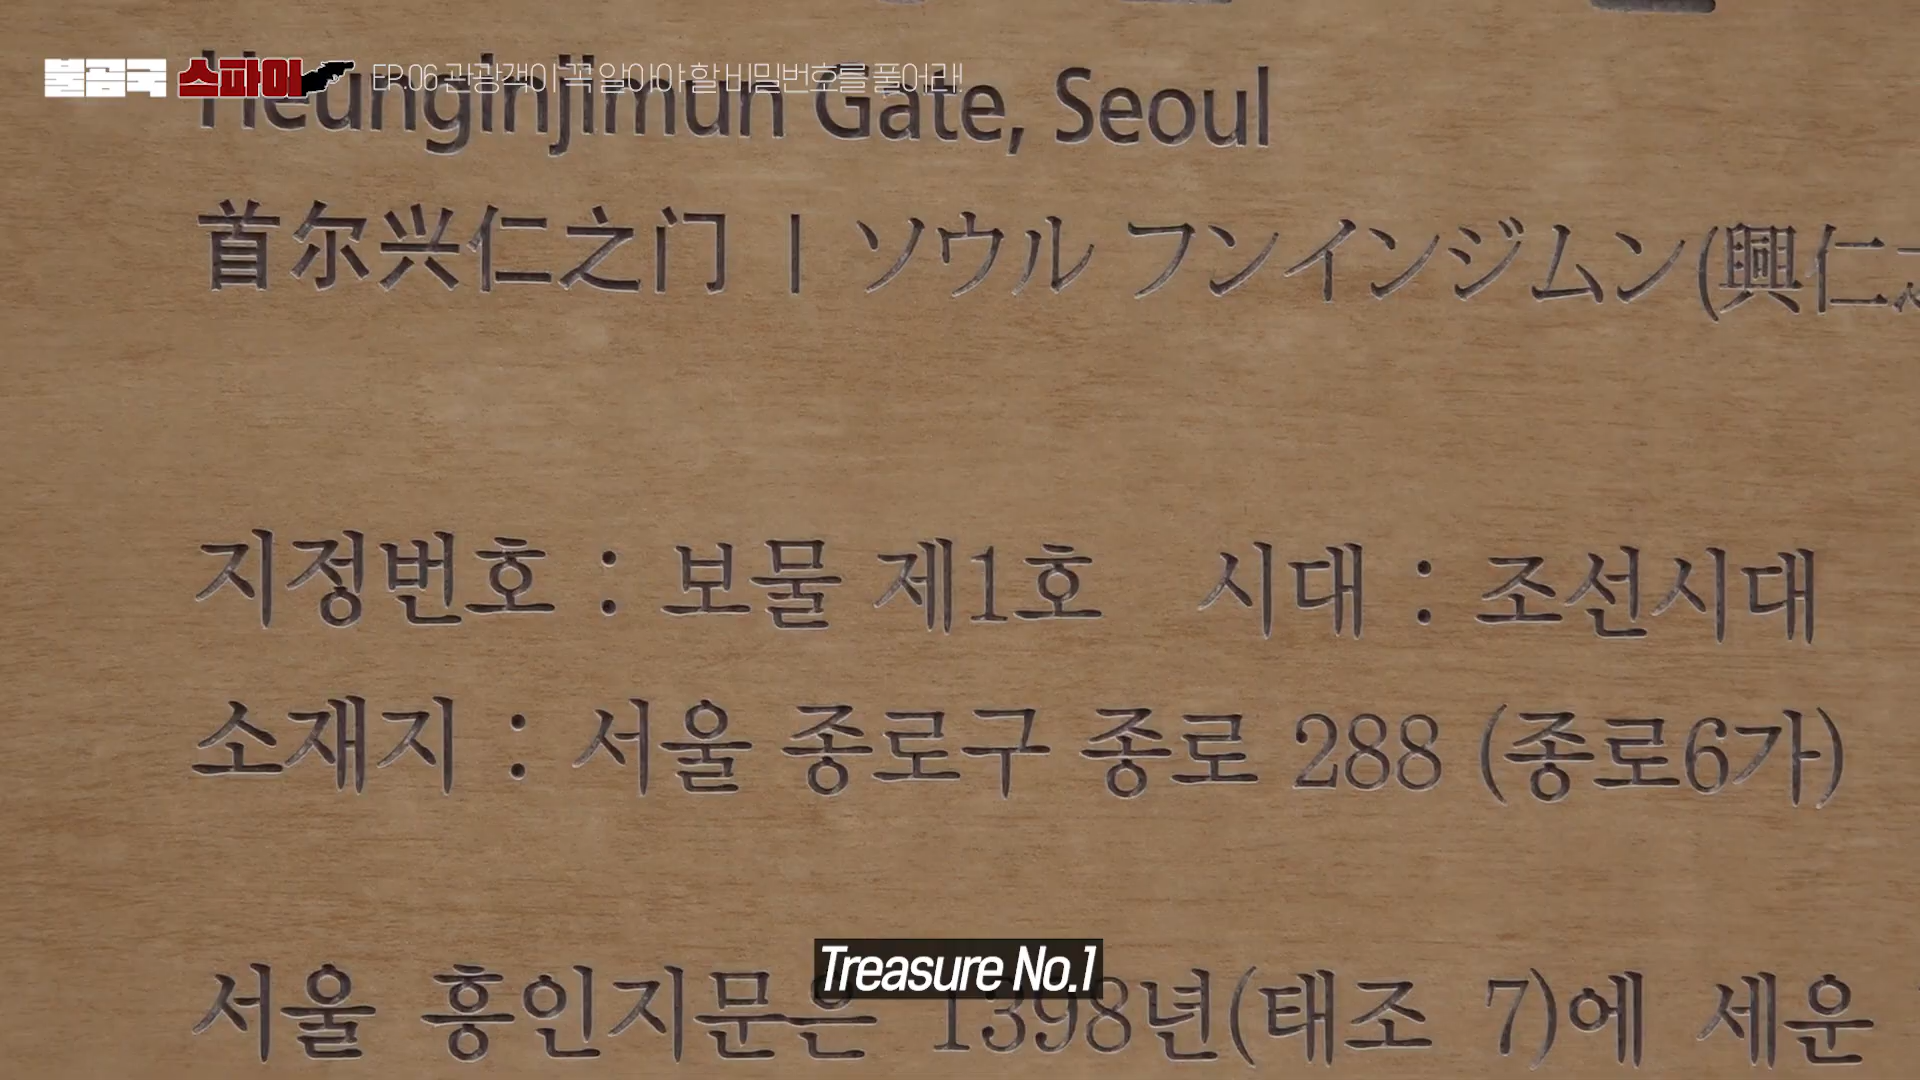 불꽁국 스파이 EP.06 관광객이 꼭 알아야 할 비밀번호를 풀어라!
Heunginjimun Gate, Seoul
首尔兴仁之门 | ソウル フンインジムン(興仁之
지정번호 : 보물 제1호 시대 : 조선시대
소재지 : 서울 종로구 종로 288 (종로6가)
Treasure No.1
서울 흥인지문은 1398년(태조 7)에 세운